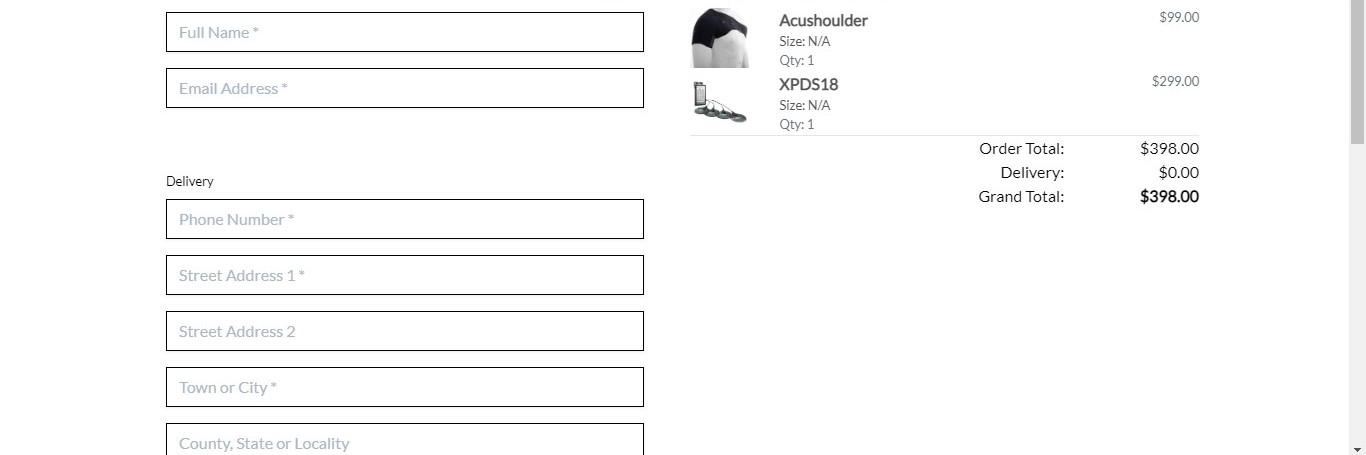 Full Name *
Email Address *
Delivery
Phone Number *
Street Address 1 *
Street Address 2
Town or City *
County, State or Locality
Acushoulder $99.00
Size: N/A
Qty: 1
XPDS18 $299.00
Size: N/A
Qty: 1
Order Total: $398.00
Delivery: $0.00
Grand Total: $398.00